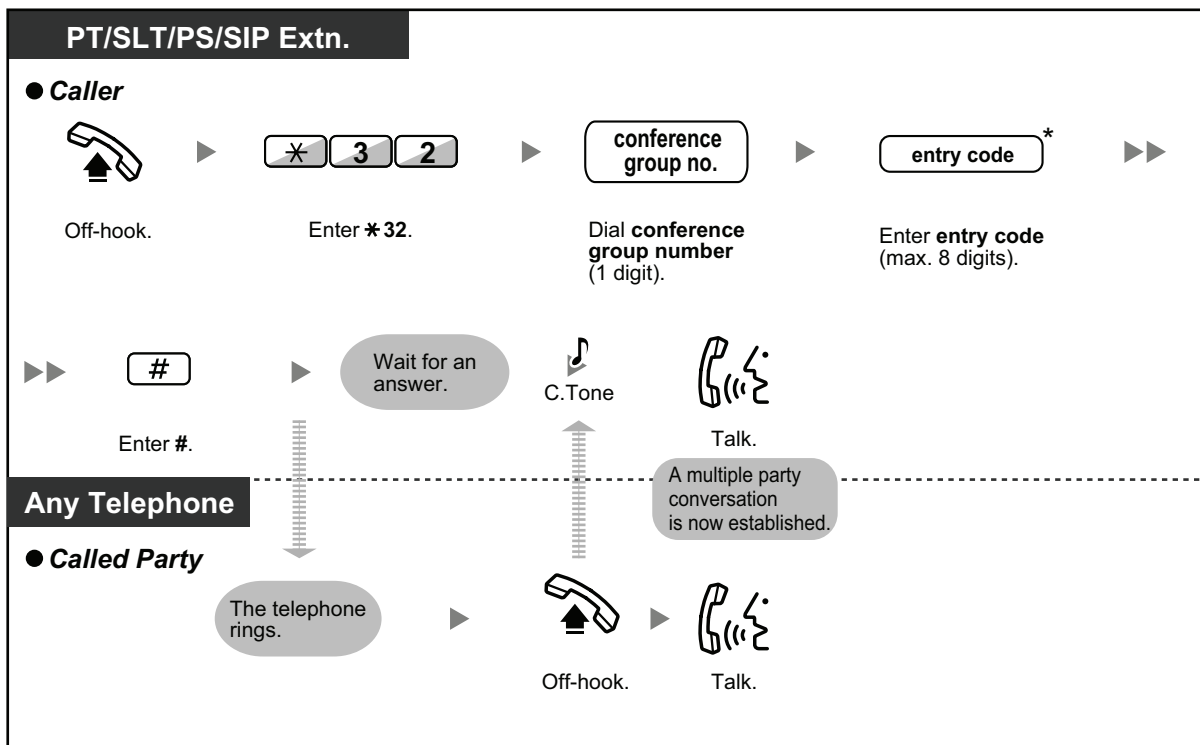 PT/SLT/PS/SIP Extn.
● Caller
✳ 3 2
conference
group no.
entry code*
Off-hook.
Enter ✳32.
Dial conference
group number
(1 digit).
Enter entry code
(max. 8 digits).
#
Wait for an
answer.
C.Tone
Enter #.
Talk.
A multiple party
conversation
is now established.
Any Telephone
● Called Party
The telephone
rings.
Off-hook.
Talk.